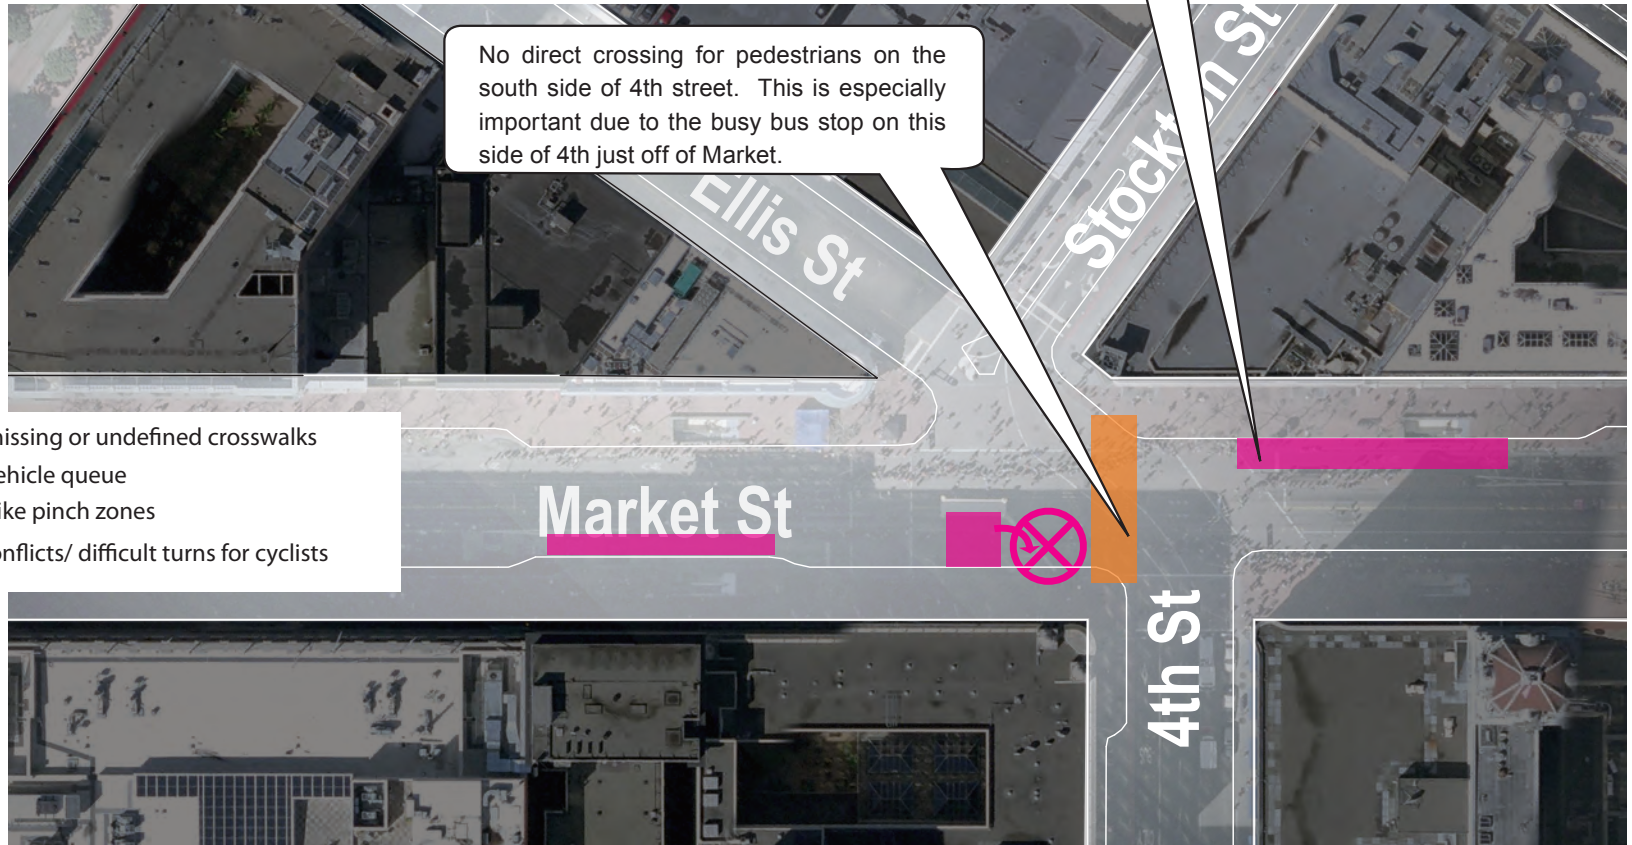 No direct crossing for pedestrians on the
south side of 4th street. This is especially
important due to the busy bus stop on this
side of 4th just off of Market.
Ellis St
Stockton St
issing or undefined crosswalks
ehicle queue
ike pinch zones
onflicts/ difficult turns for cyclists
Market St
4th St